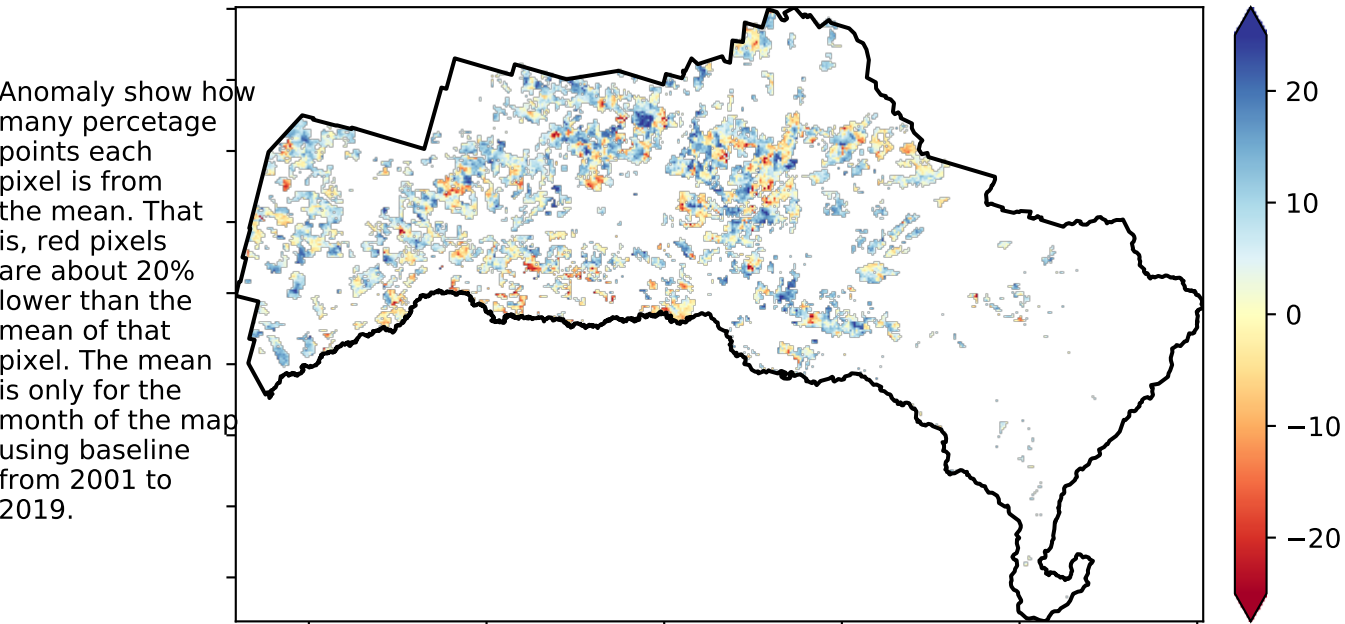 Anomaly show how
many percetage
points each
pixel is from
the mean. That
is, red pixels
are about 20%
lower than the
mean of that
pixel. The mean
is only for the
month of the map
using baseline
from 2001 to
2019.
20
10
0
−10
−20